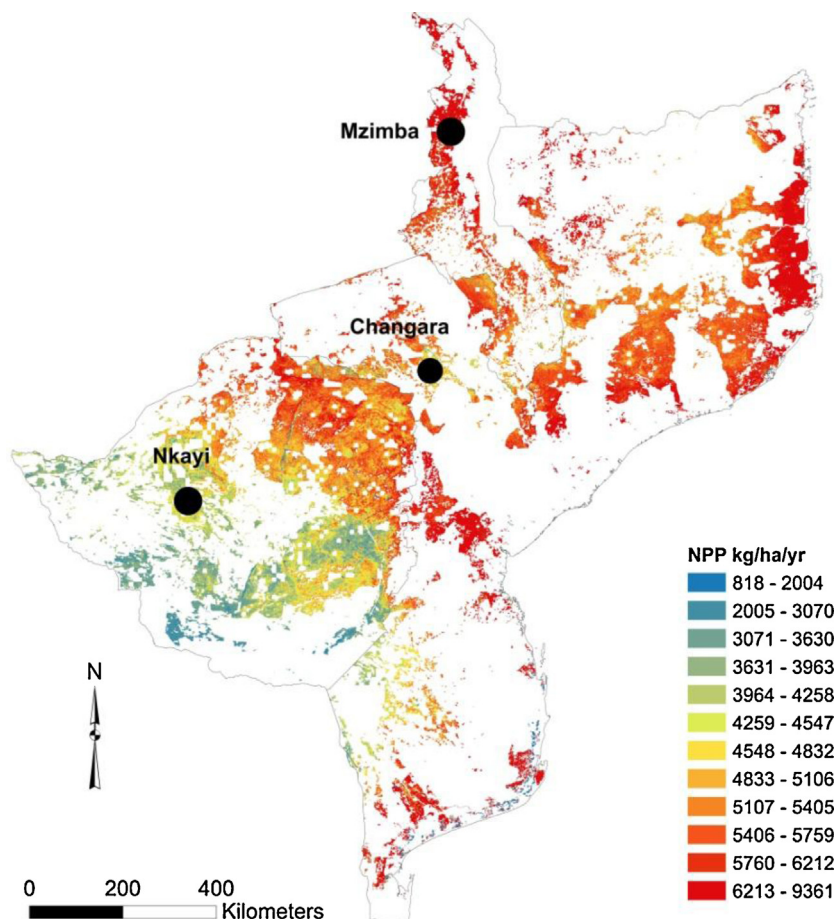 Mzimba
Changara
Nkayi
NPP kg/ha/yr
818 - 2004
2005 - 3070
3071 - 3630
3631 - 3963
3964 - 4258
4259 - 4547
4548 - 4832
4833 - 5106
5107 - 5405
5406 - 5759
5760 - 6212
6213 - 9361
N
0 200 400
Kilometers